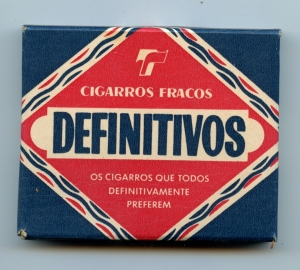 CIGARROS FRACOS
DEFINITIVOS
OS CIGARROS QUE TODOS
DEFINITIVAMENTE
PREFEREM